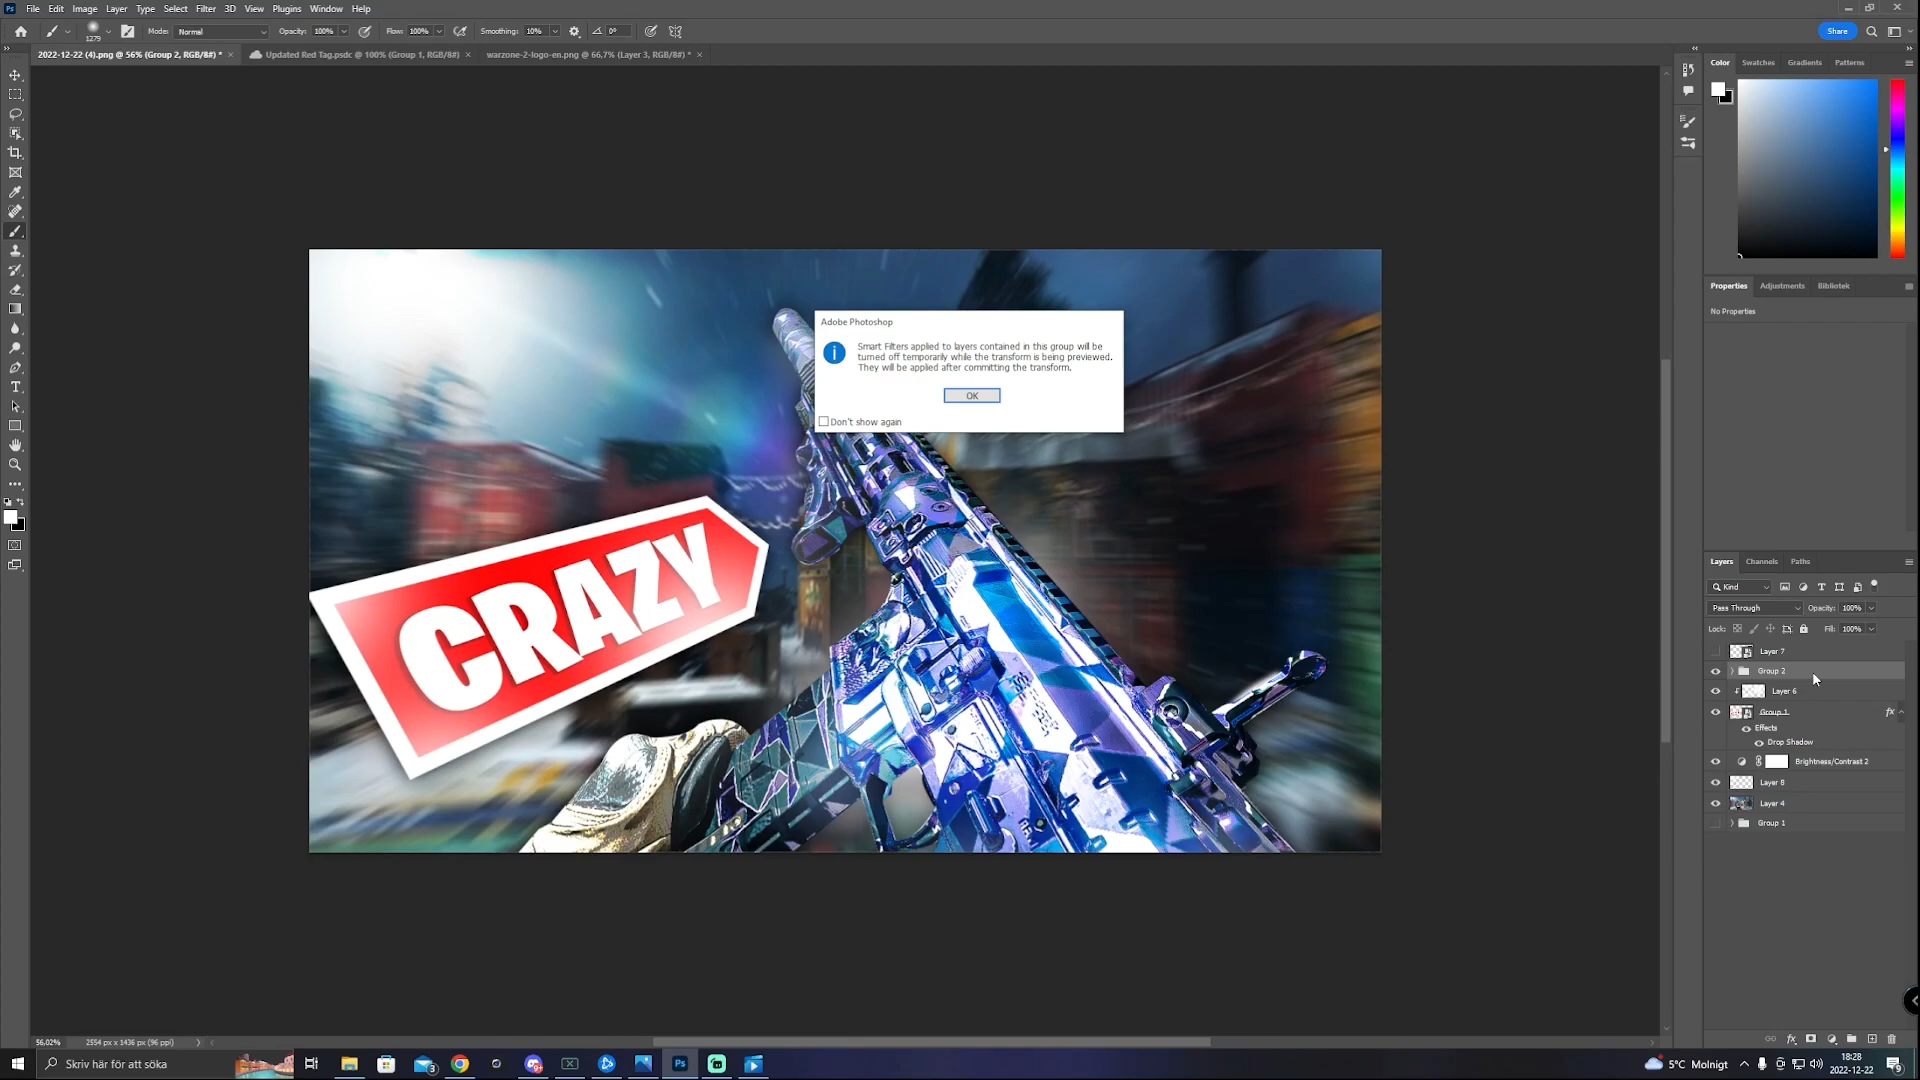 File Edit Image Layer Type Select Filter 3D View Plugins Window Help
1279 Mode: Normal Opacity: 100% Flow: 100% Smoothing: 10% 0° Share
2022-12-22 (4).png @ 56% (Group 2, RGB/8#) * × Updated Red Tag.psdc @ 100% (Group 1, RGB/8#) × warzone-2-logo-en.png @ 66,7% (Layer 3, RGB/8#) * ×
Color Swatches Gradients Patterns
Properties Adjustments Bibliotek
No Properties
Adobe Photoshop
Smart Filters applied to layers contained in this group will be
turned off temporarily while the transform is being previewed.
They will be applied after committing the transform.
OK
Don't show again
CRAZY
Layers Channels Paths
Kind
Pass Through Opacity: 100%
Lock: Fill: 100%
Layer 7
Group 2
Layer 6
Group 1 fx
Effects
Drop Shadow
Brightness/Contrast 2
Layer 8
Layer 4
Group 1
56,02% 2554 px x 1436 px (96 ppi)
Skriv här för att söka 5°C Molnigt 18:28
2022-12-22